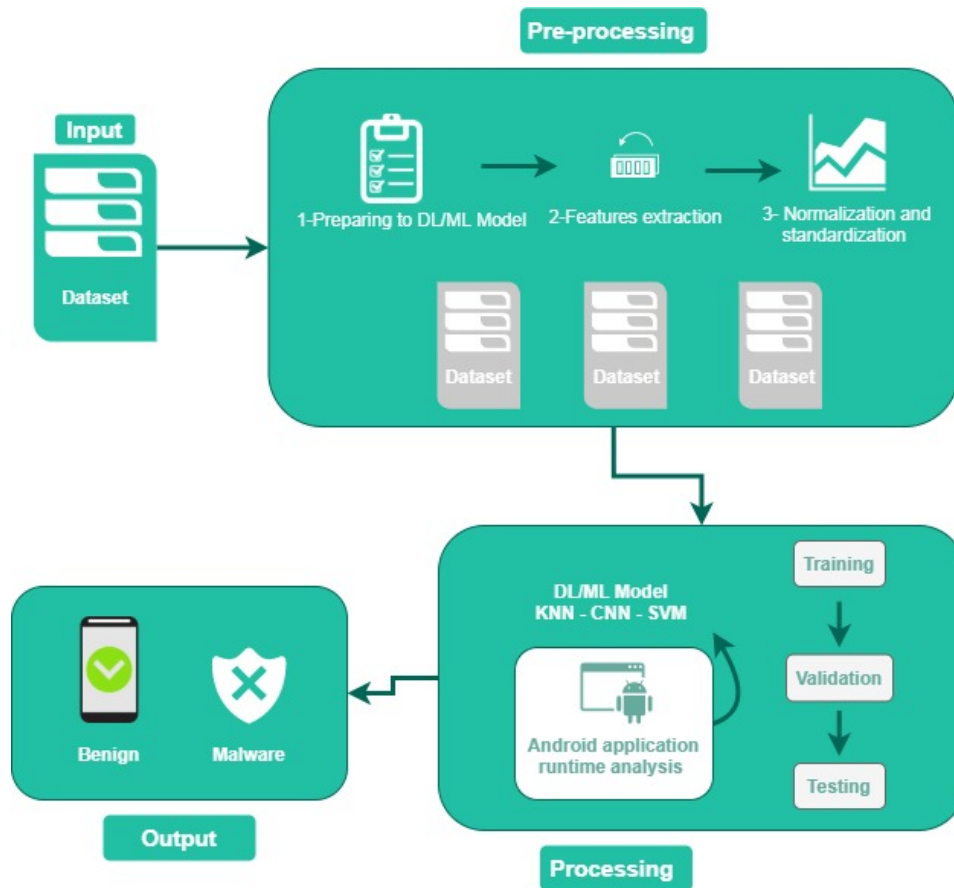 Pre-processing
Input
Dataset
1-Preparing to DL/ML Model
2-Features extraction
3- Normalization and
standardization
Dataset
Dataset
Dataset
DL/ML Model
KNN - CNN - SVM
Android application
runtime analysis
Training
Validation
Testing
Processing
Benign
Malware
Output